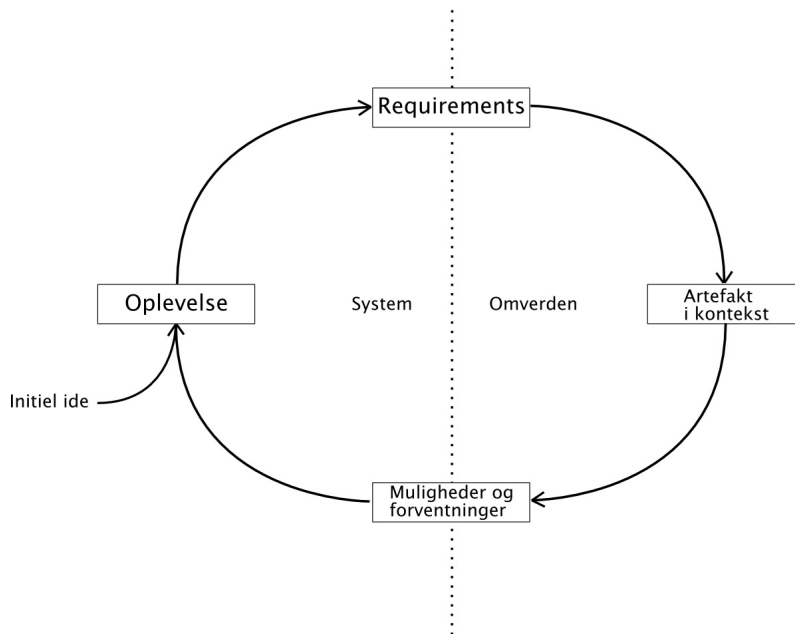 Requirements
Oplevelse
System
Omverden
Artefakt
i kontekst
Initiel ide
Muligheder og
forventninger